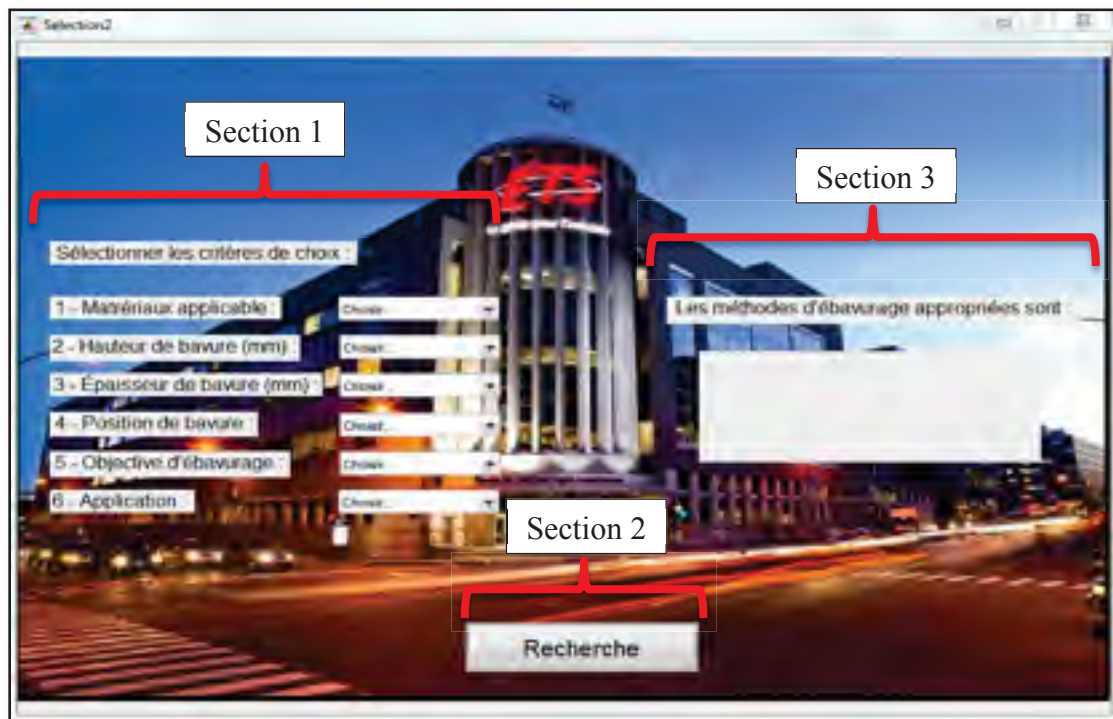 Sélection2
Section 1
ÉTS
Section 3
Sélectionner les critères de choix :
Les méthodes d'ébavurage appropriées sont :
1 - Matrériaux applicable :
Choisir...
2 - Hauteur de bavure (mm) :
Choisir...
3 - Épaisseur de bavure (mm) :
Choisir...
4 - Position de bavure :
Choisir...
5 - Objective d'ébavurage :
Choisir...
6 - Application :
Choisir...
Section 2
Recherche